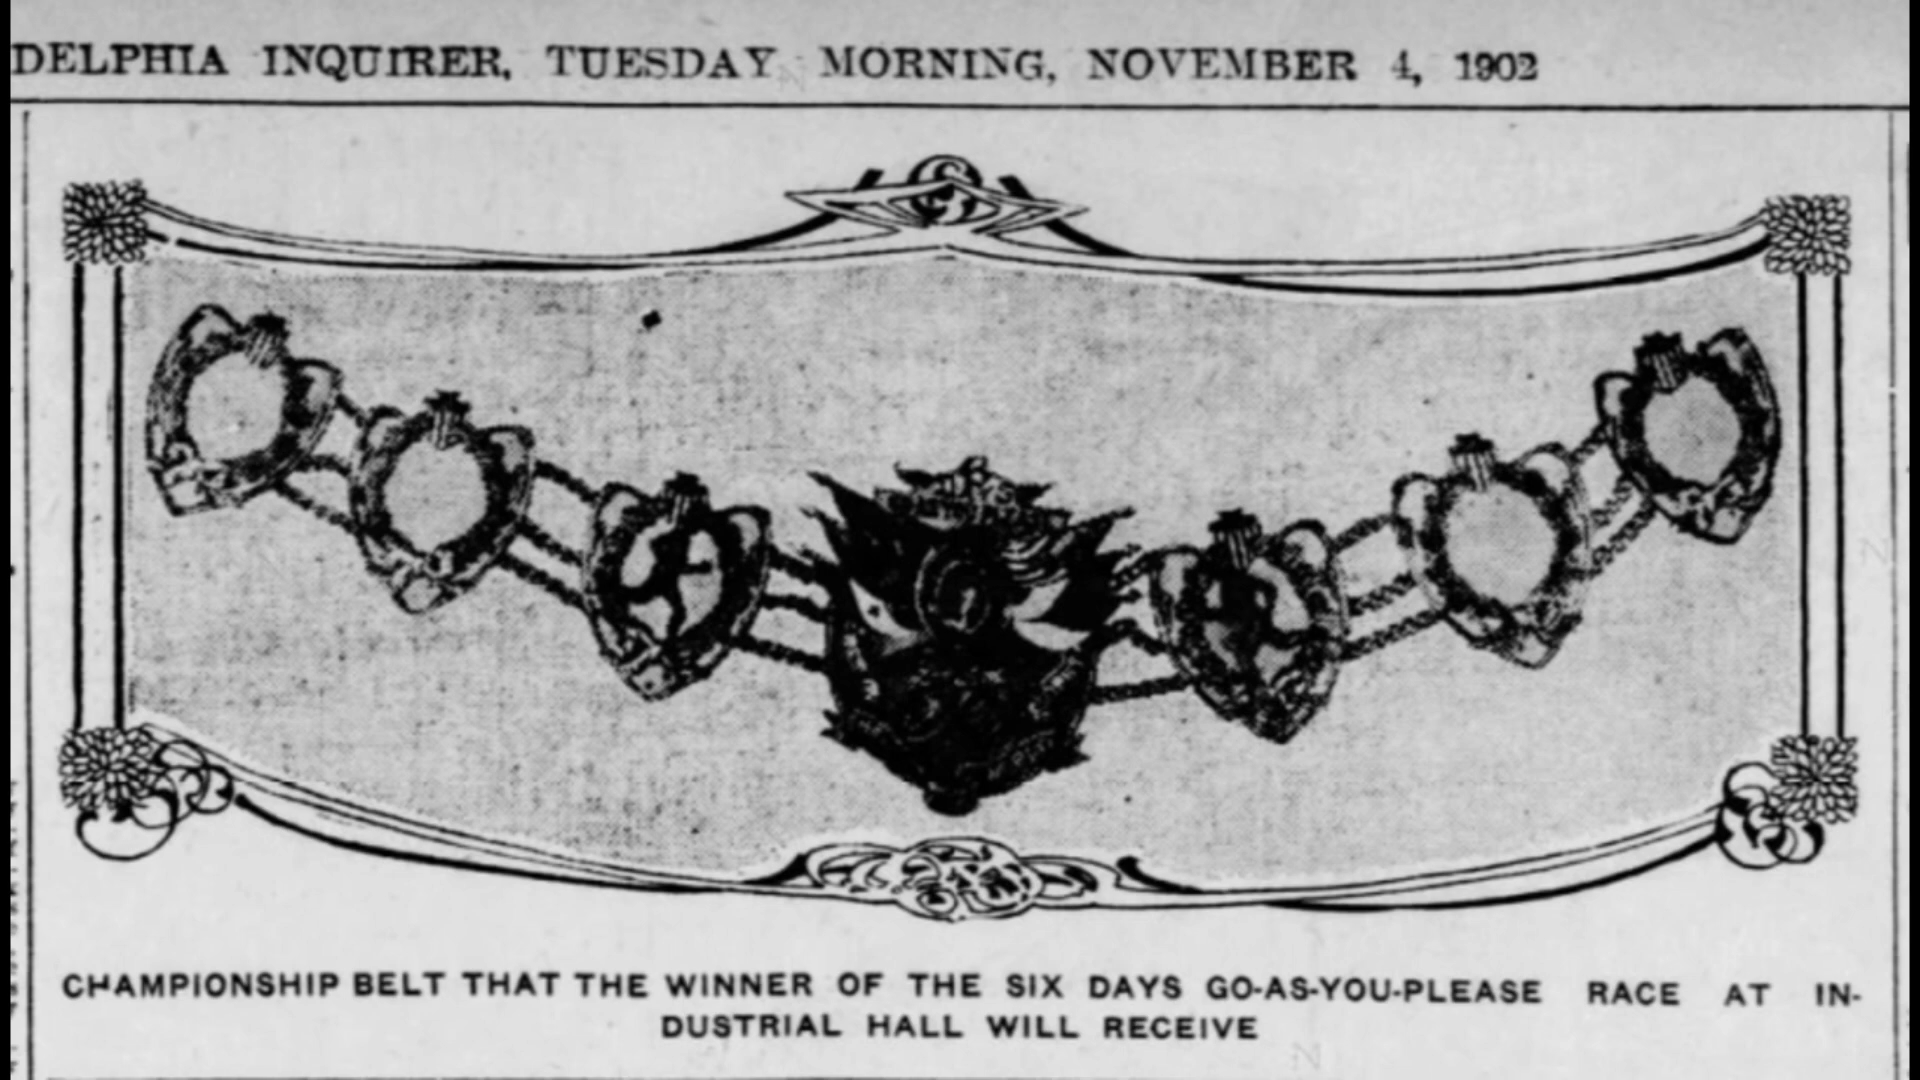 DELPHIA INQUIRER, TUESDAY MORNING, NOVEMBER 4, 1902
CHAMPIONSHIP BELT THAT THE WINNER OF THE SIX DAYS GO-AS-YOU-PLEASE RACE AT IN-
DUSTRIAL HALL WILL RECEIVE